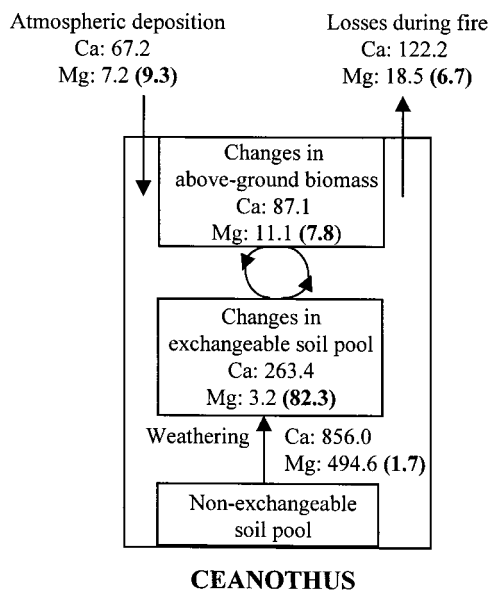 Atmospheric deposition
Ca: 67.2
Mg: 7.2 (9.3)
Losses during fire
Ca: 122.2
Mg: 18.5 (6.7)
Changes in
above-ground biomass
Ca: 87.1
Mg: 11.1 (7.8)
Changes in
exchangeable soil pool
Ca: 263.4
Mg: 3.2 (82.3)
Weathering
Ca: 856.0
Mg: 494.6 (1.7)
Non-exchangeable
soil pool
CEANOTHUS